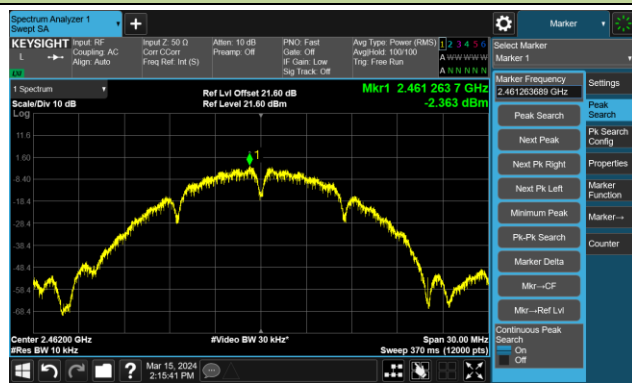 Spectrum Analyzer 1
Swept SA
Marker
KEYSIGHT
L
Input: RF
Coupling: AC
Align: Auto
Input Z: 50 Ω
Corr CCorr
Freq Ref: Int (S)
Atten: 10 dB
Preamp: Off
PNO: Fast
Gate: Off
IF Gain: Low
Sig Track: Off
Avg Type: Power (RMS)
Avg|Hold: 100/100
Trig: Free Run
1 2 3 4 5 6
A W W W W W
A N N N N N
Select Marker
Marker 1
1 Spectrum
Scale/Div 10 dB
Log
Ref Lvl Offset 21.60 dB
Ref Level 21.60 dBm
Mkr1 2.461 263 7 GHz
-2.363 dBm
11.6
1.60
-8.40
-18.4
-28.4
-38.4
-48.4
-58.4
-68.4
1
Center 2.46200 GHz
#Res BW 10 kHz
#Video BW 30 kHz*
Span 30.00 MHz
Sweep 370 ms (12000 pts)
Marker Frequency
2.461263689 GHz
Peak Search
Next Peak
Next Pk Right
Next Pk Left
Minimum Peak
Pk-Pk Search
Marker Delta
Mkr→CF
Mkr→Ref Lvl
Continuous Peak
Search
On
Off
Settings
Peak
Search
Pk Search
Config
Properties
Marker
Function
Marker→
Counter
?
Mar 15, 2024
2:15:41 PM